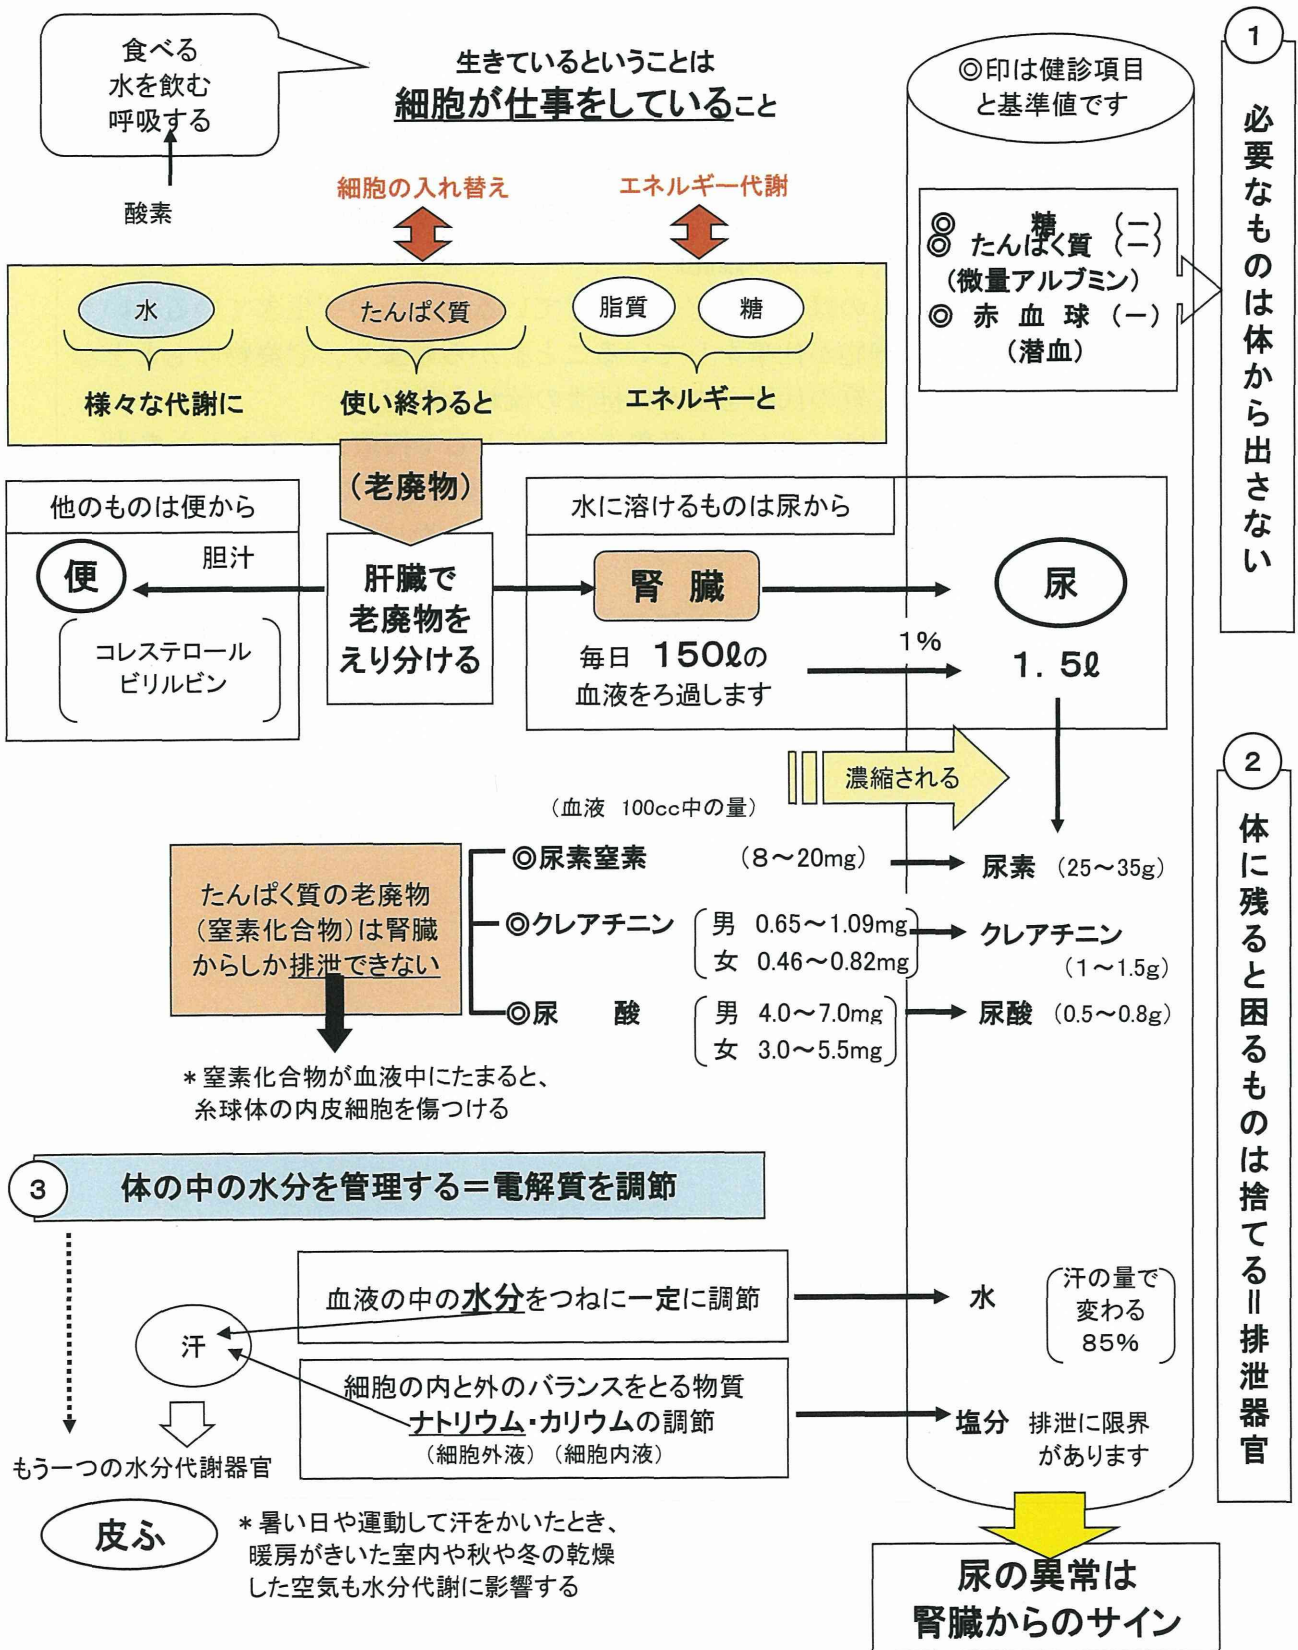 食べる
水を飲む
呼吸する
酸素
生きているということは
細胞が仕事をしていること
◎印は健診項目
と基準値です
1
必要なものは体から出さない
細胞の入れ替え
エネルギー代謝
◎ 糖 (－)
◎ たんぱく質 (－)
(微量アルブミン)
◎ 赤血球 (－)
(潜血)
水
たんぱく質
脂質
糖
様々な代謝に
使い終わると
エネルギーと
(老廃物)
他のものは便から
便
胆汁
コレステロール
ビリルビン
肝臓で
老廃物を
えり分ける
水に溶けるものは尿から
腎臓
尿
毎日 150ℓの
血液をろ過します
1%
1.5ℓ
濃縮される
2
体に残ると困るものは捨てる＝排泄器官
(血液 100cc中の量)
たんぱく質の老廃物
(窒素化合物)は腎臓
からしか排泄できない
◎尿素窒素 (8～20mg)
尿素 (25～35g)
◎クレアチニン
男 0.65～1.09mg
女 0.46～0.82mg
クレアチニン
(1～1.5g)
◎尿 酸
男 4.0～7.0mg
女 3.0～5.5mg
尿酸 (0.5～0.8g)
＊窒素化合物が血液中にたまると、
糸球体の内皮細胞を傷つける
3
体の中の水分を管理する＝電解質を調節
血液の中の水分をつねに一定に調節
水
汗の量で
変わる
85%
汗
細胞の内と外のバランスをとる物質
ナトリウム・カリウムの調節
(細胞外液) (細胞内液)
塩分 排泄に限界
があります
もう一つの水分代謝器官
皮ふ
＊暑い日や運動して汗をかいたとき、
暖房がきいた室内や秋や冬の乾燥
した空気も水分代謝に影響する
尿の異常は
腎臓からのサイン